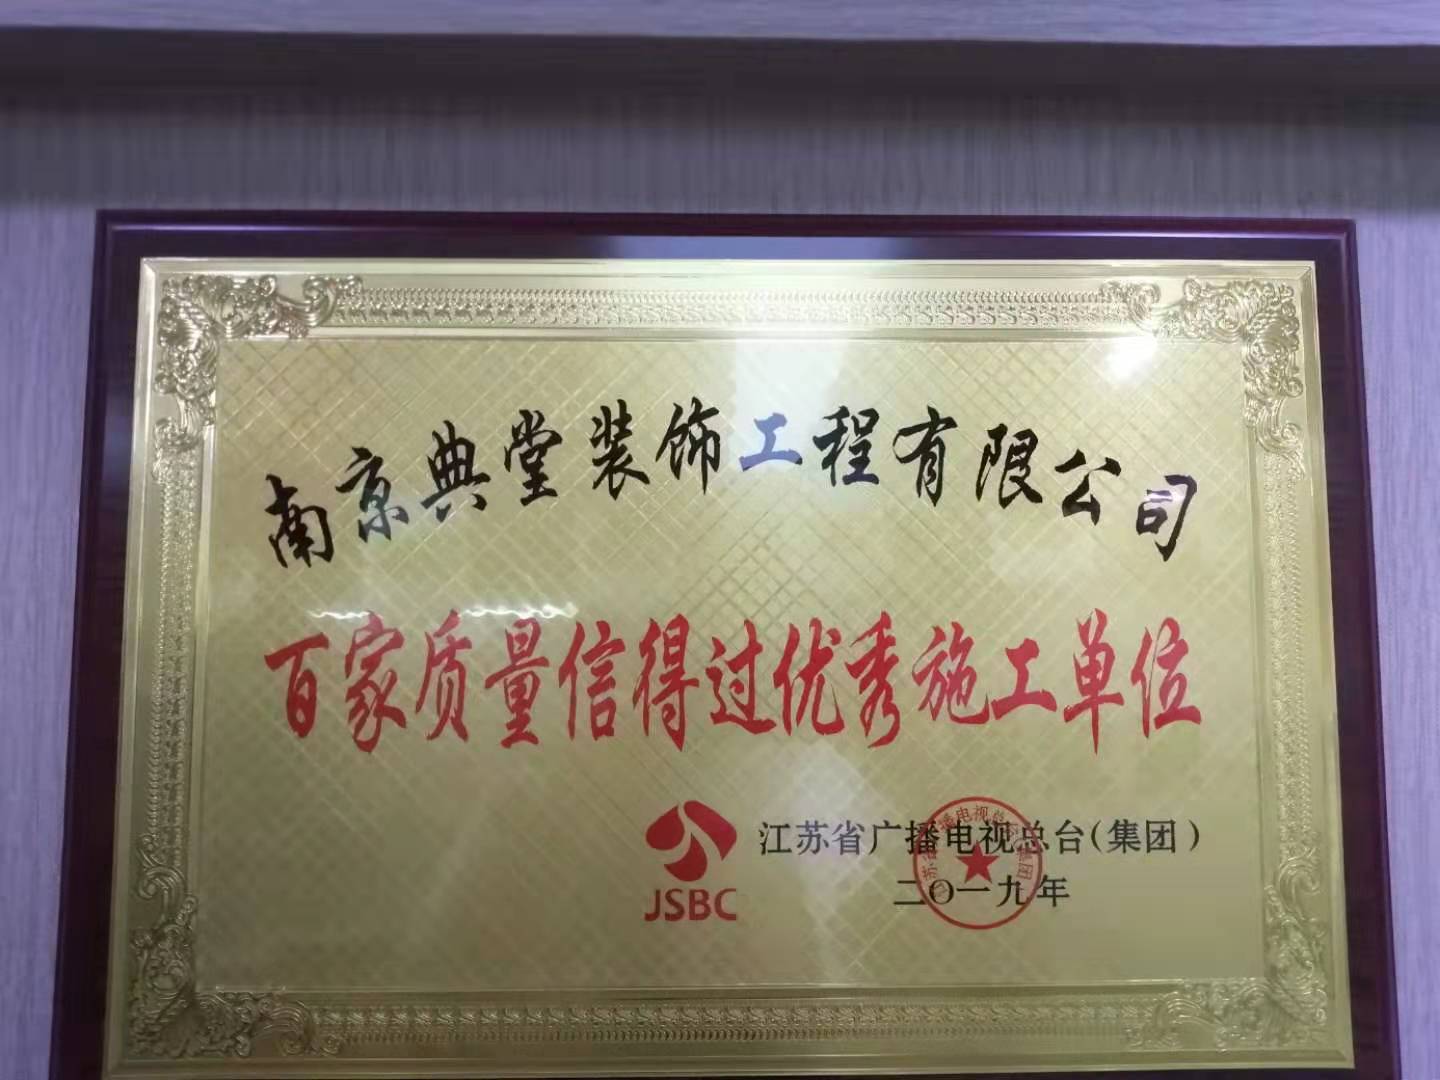 南京典堂装饰工程有限公司
百家质量信得过优秀施工单位
JSBC
江苏省广播电视总台(集团)
二〇一九年